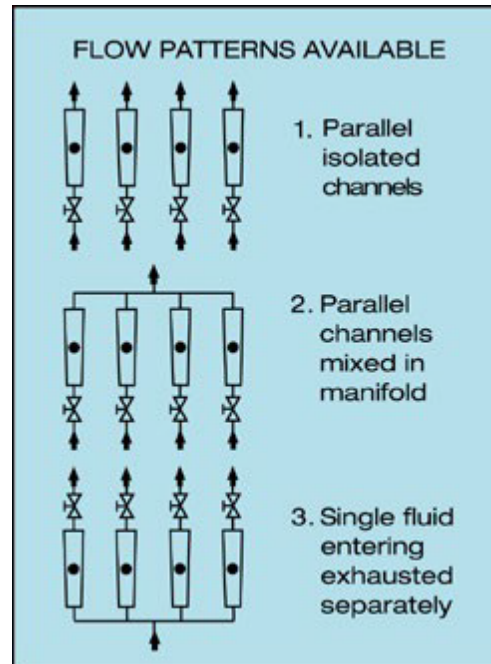 FLOW PATTERNS AVAILABLE
1. Parallel
isolated
channels
2. Parallel
channels
mixed in
manifold
3. Single fluid
entering
exhausted
separately